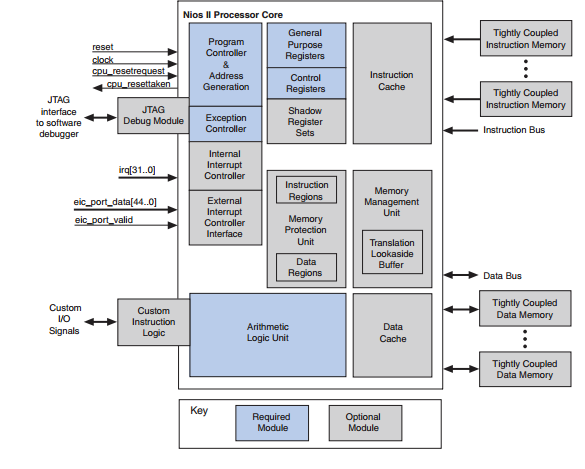 Nios II Processor Core
reset
clock
cpu_resetrequest
cpu_resettaken
JTAG
interface
to software
debugger
JTAG
Debug Module
irq[31..0]
eic_port_data[44..0]
eic_port_valid
Custom
I/O
Signals
Custom
Instruction
Logic
Program
Controller
&
Address
Generation
Exception
Controller
Internal
Interrupt
Controller
External
Interrupt
Controller
Interface
General
Purpose
Registers
Control
Registers
Shadow
Register
Sets
Instruction
Cache
Instruction
Regions
Memory
Protection
Unit
Data
Regions
Memory
Management
Unit
Translation
Lookaside
Buffer
Arithmetic
Logic Unit
Data
Cache
Tightly Coupled
Instruction Memory
Tightly Coupled
Instruction Memory
Instruction Bus
Data Bus
Tightly Coupled
Data Memory
Tightly Coupled
Data Memory
Key
Required
Module
Optional
Module